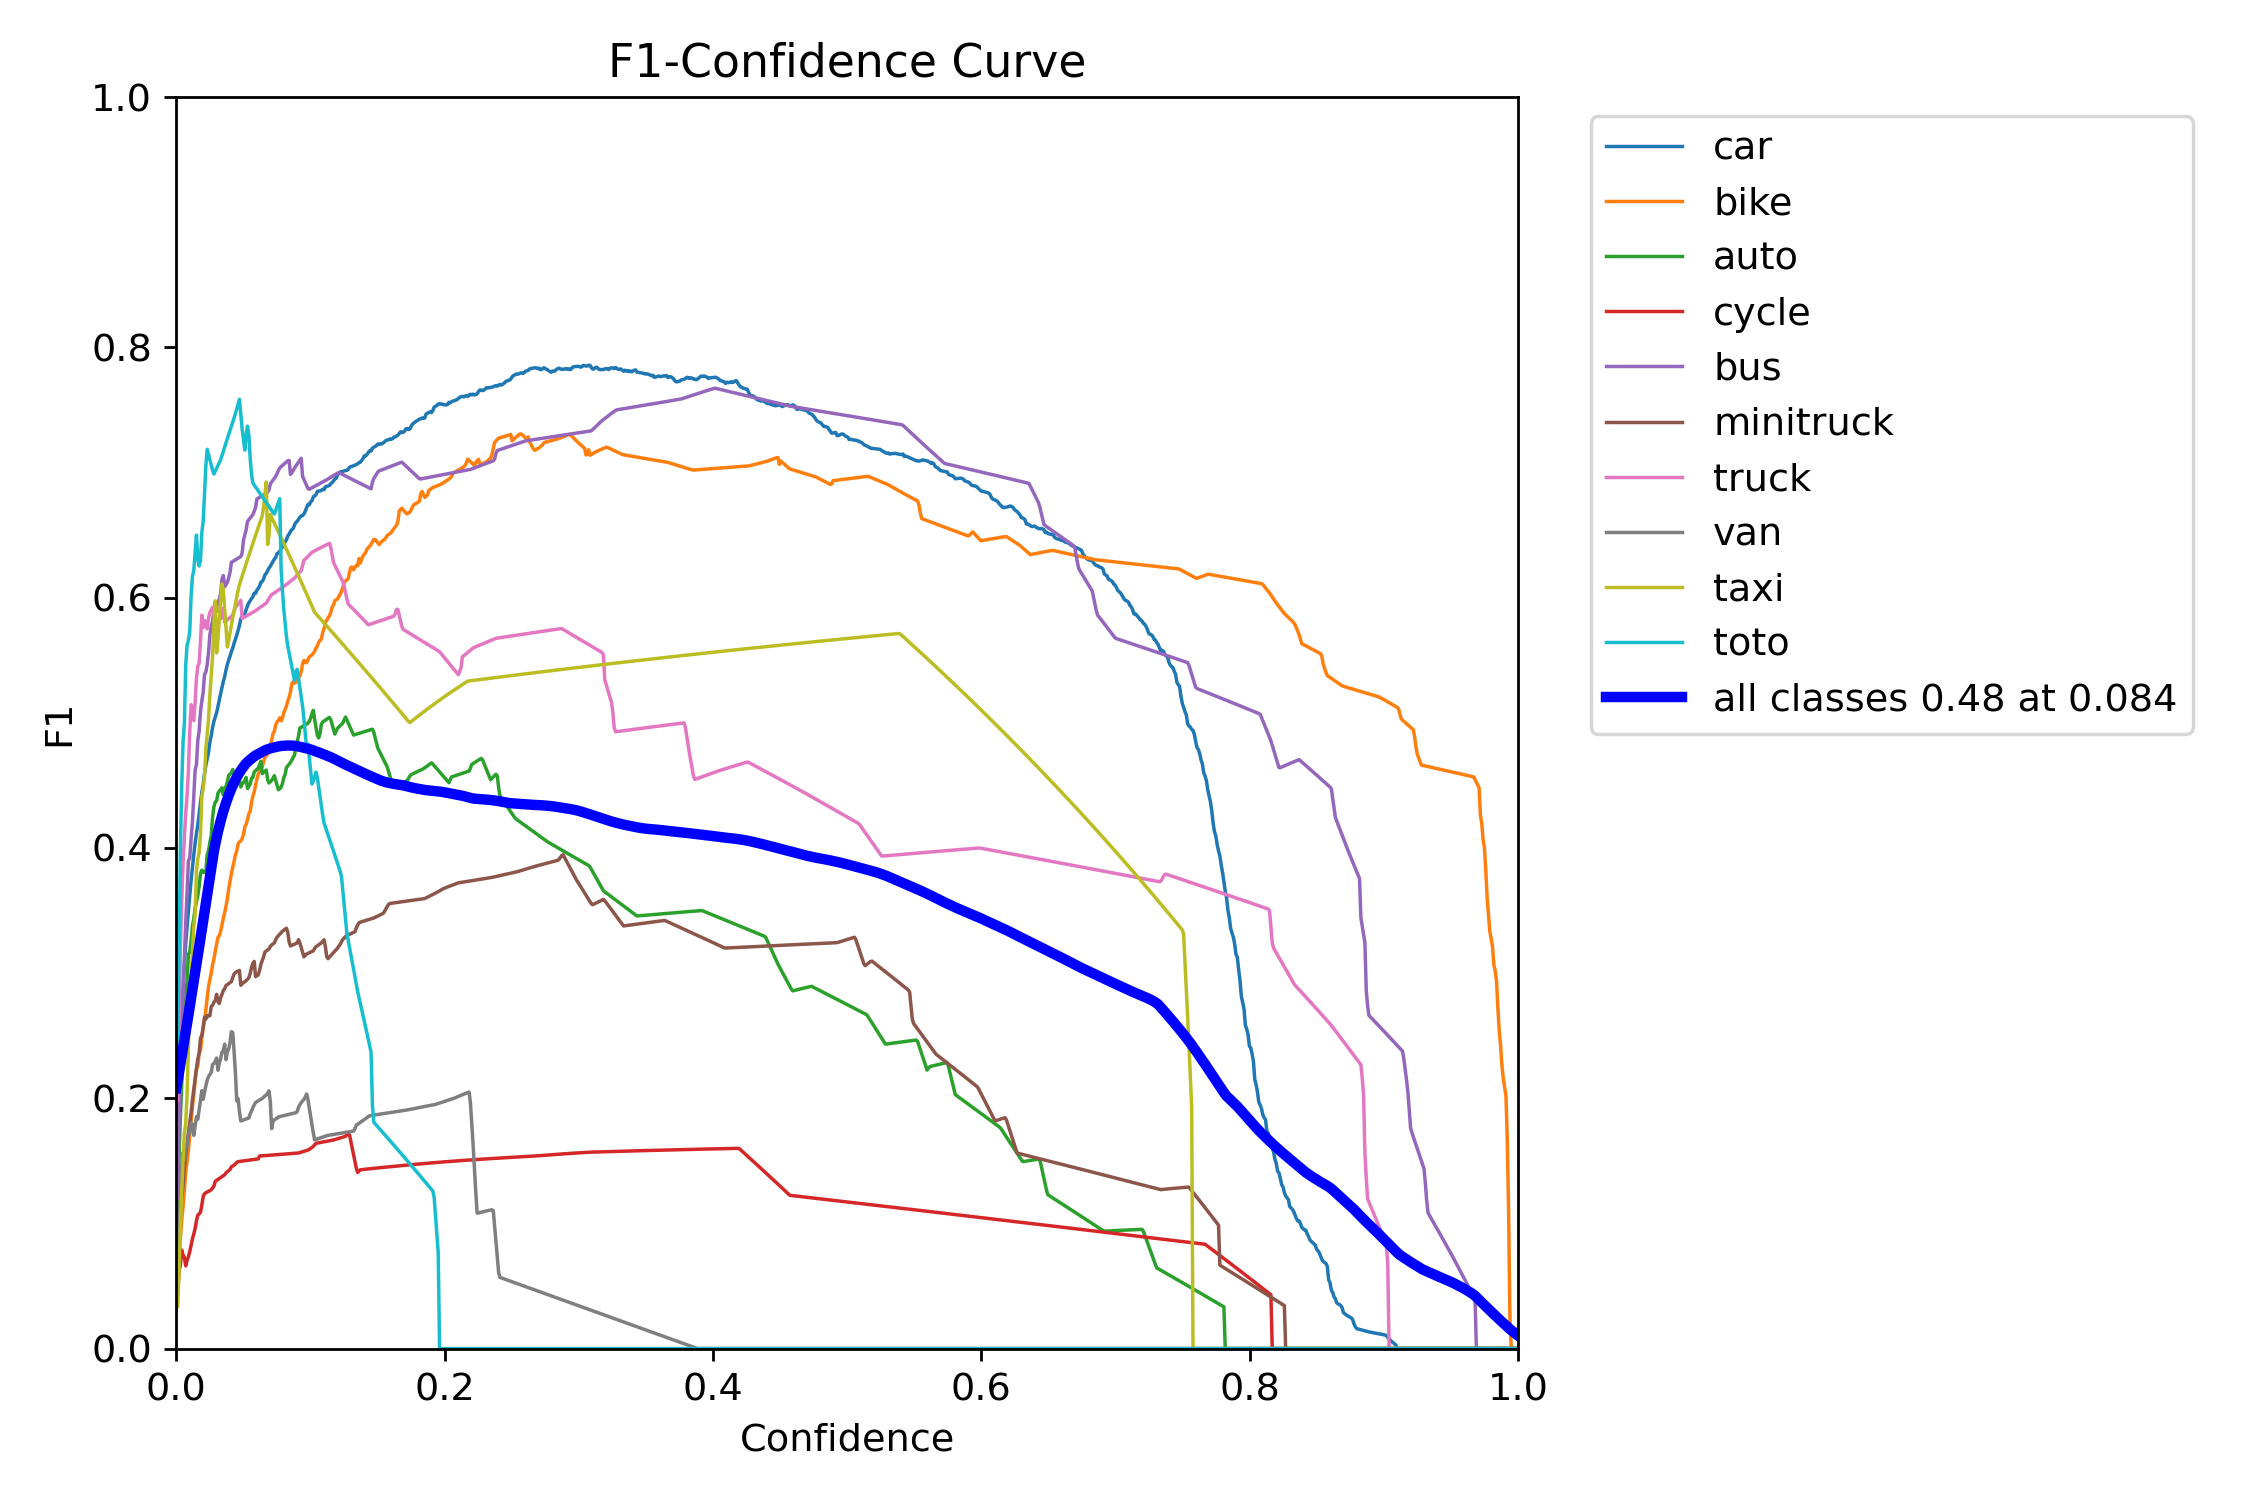 F1-Confidence Curve
1.0
0.8
0.6
0.4
0.2
0.0
F1
0.0 0.2 0.4 0.6 0.8 1.0
Confidence
car
bike
auto
cycle
bus
minitruck
truck
van
taxi
toto
all classes 0.48 at 0.084